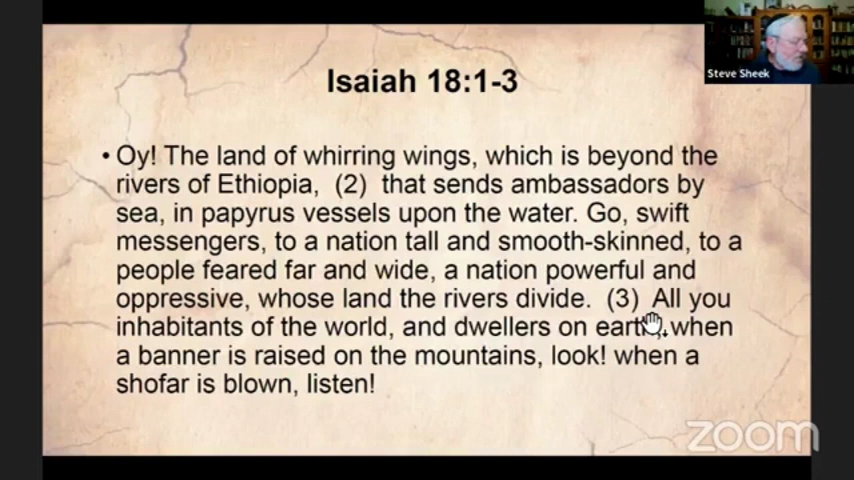 Steve Sheek
Isaiah 18:1-3
• Oy! The land of whirring wings, which is beyond the
rivers of Ethiopia, (2) that sends ambassadors by
sea, in papyrus vessels upon the water. Go, swift
messengers, to a nation tall and smooth-skinned, to a
people feared far and wide, a nation powerful and
oppressive, whose land the rivers divide. (3) All you
inhabitants of the world, and dwellers on earth, when
a banner is raised on the mountains, look! when a
shofar is blown, listen!
zoom